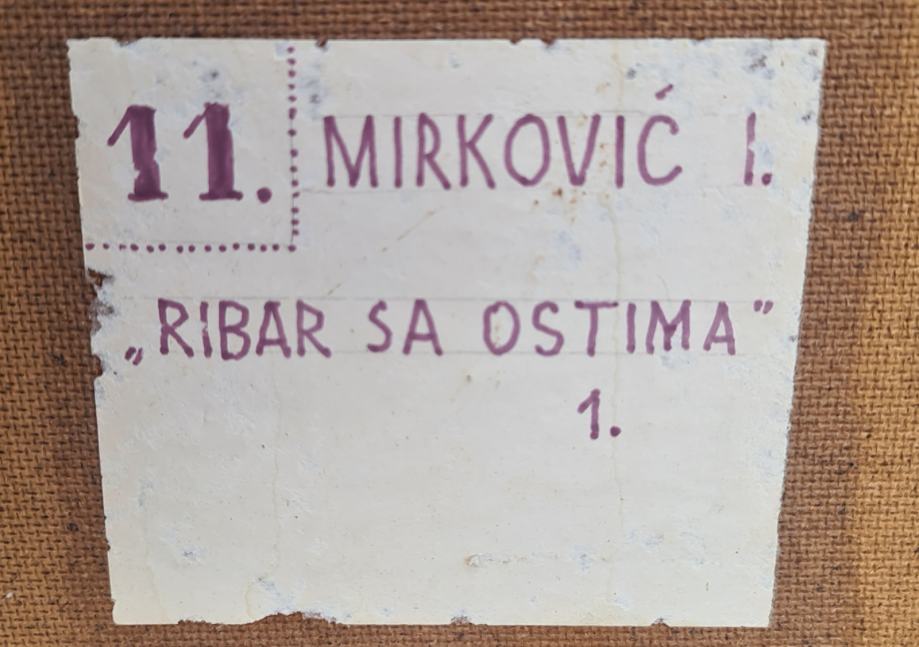 11. MIRKOVIĆ I.
„RIBAR SA OSTIMA”
1.